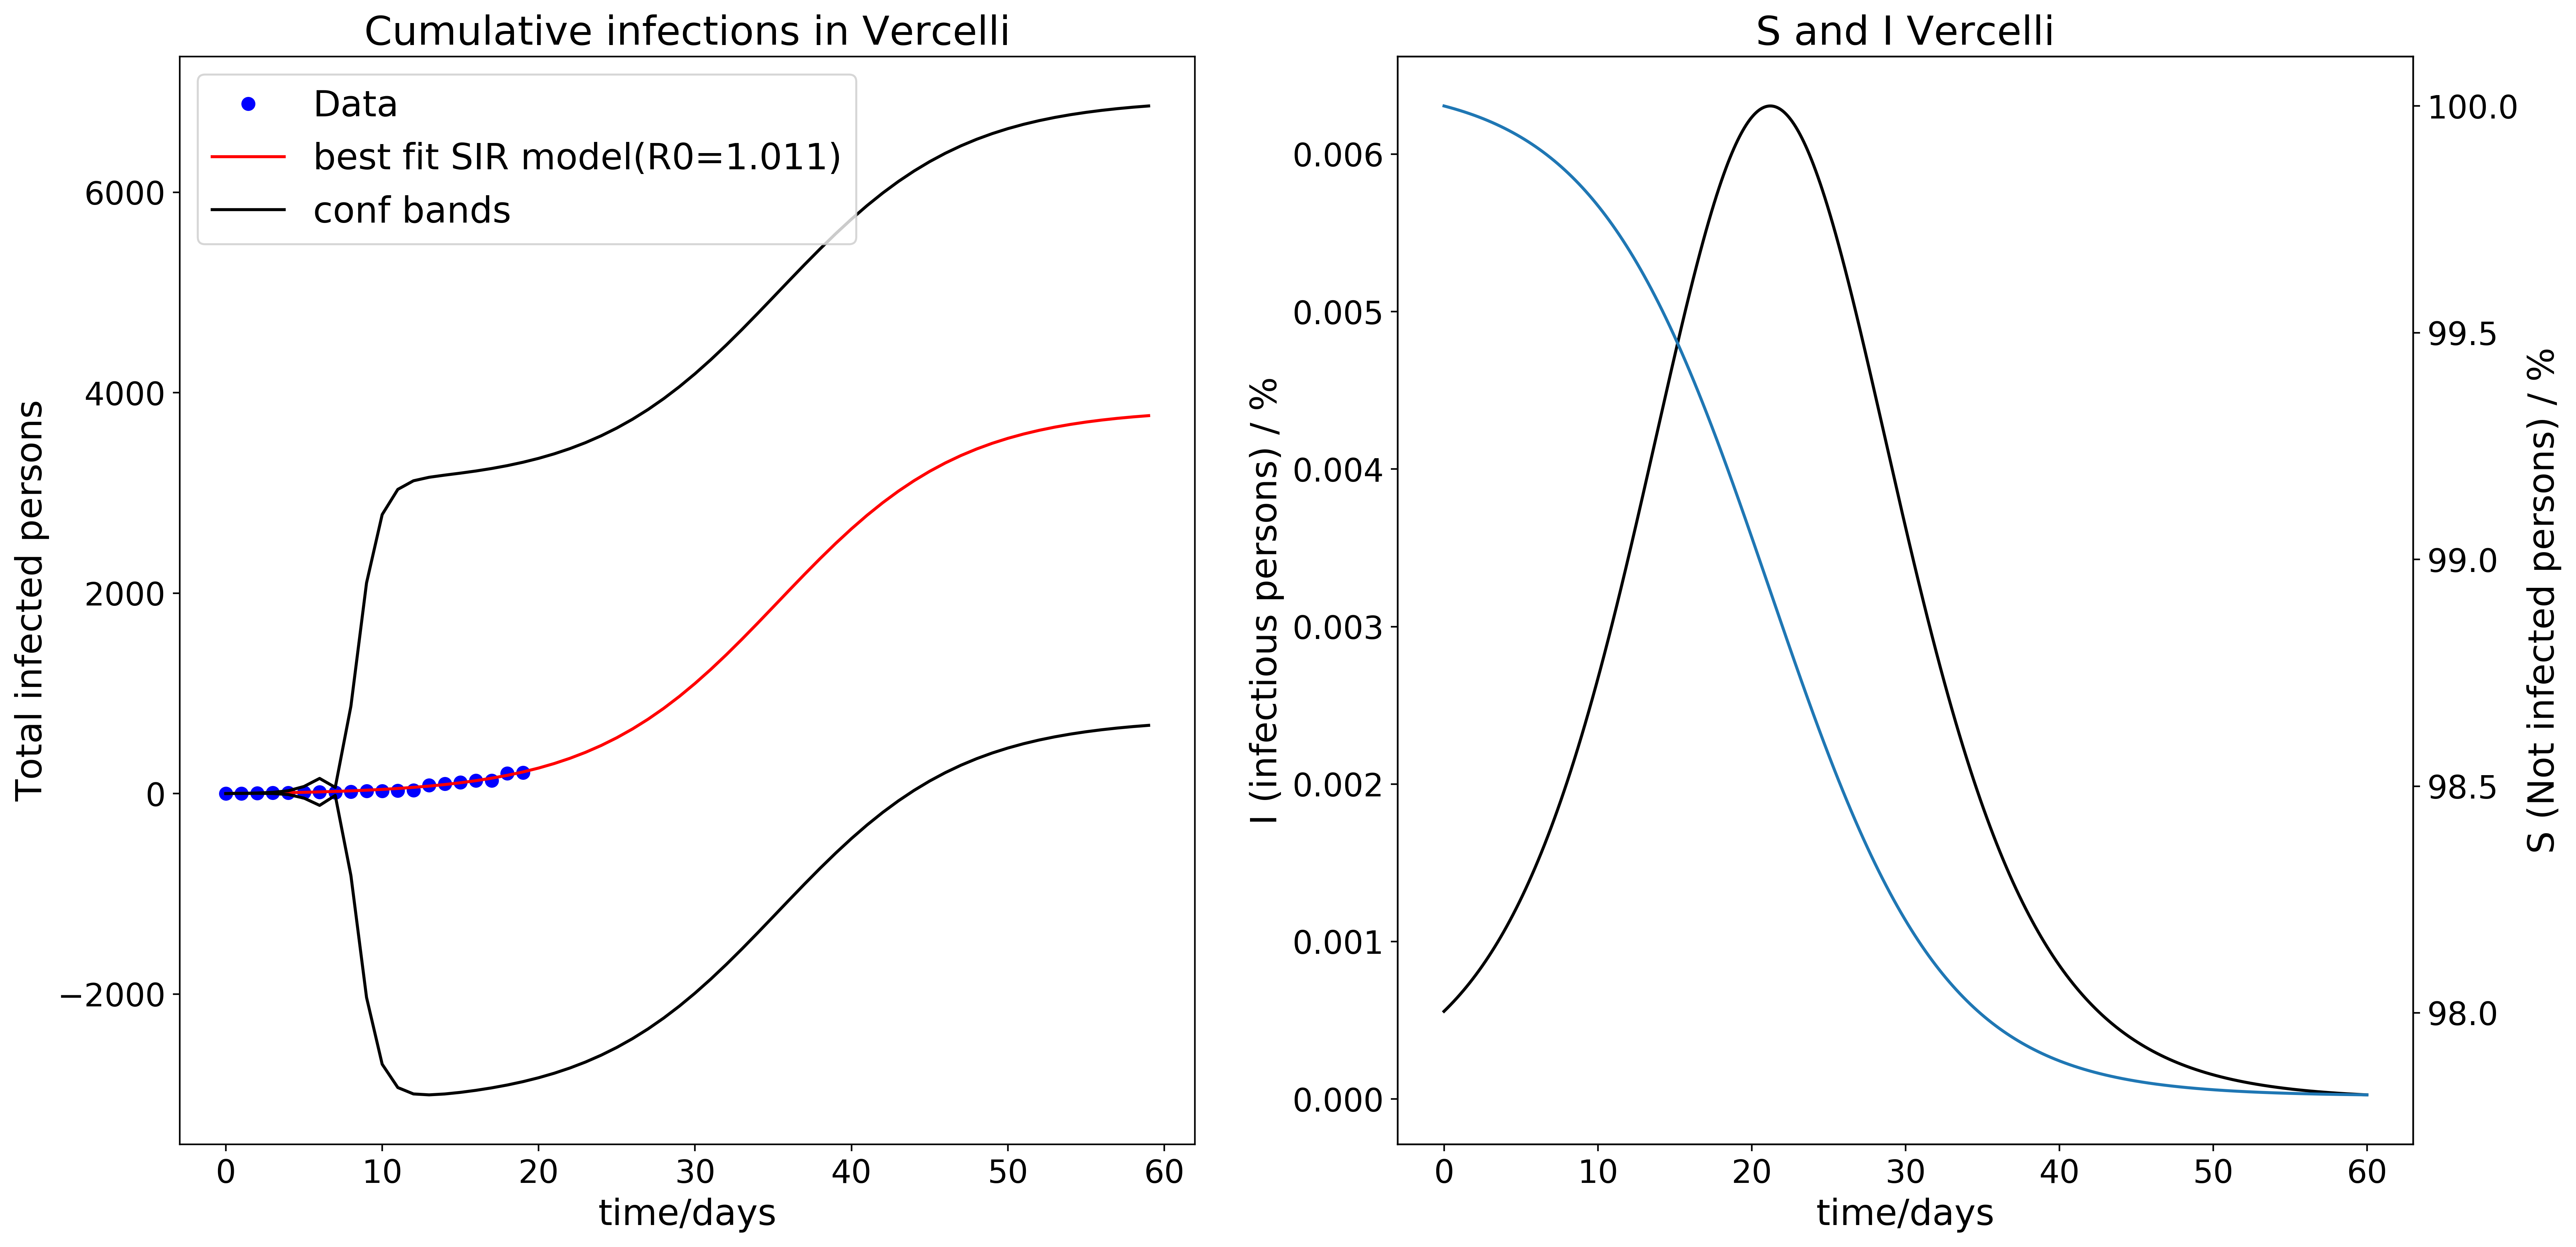 Cumulative infections in Vercelli
Data
best fit SIR model(R0=1.011)
conf bands
Total infected persons
6000
4000
2000
0
−2000
0 10 20 30 40 50 60
time/days
S and I Vercelli
I (infectious persons) / %
0.006
0.005
0.004
0.003
0.002
0.001
0.000
100.0
99.5
99.0
98.5
98.0
S (Not infected persons) / %
0 10 20 30 40 50 60
time/days